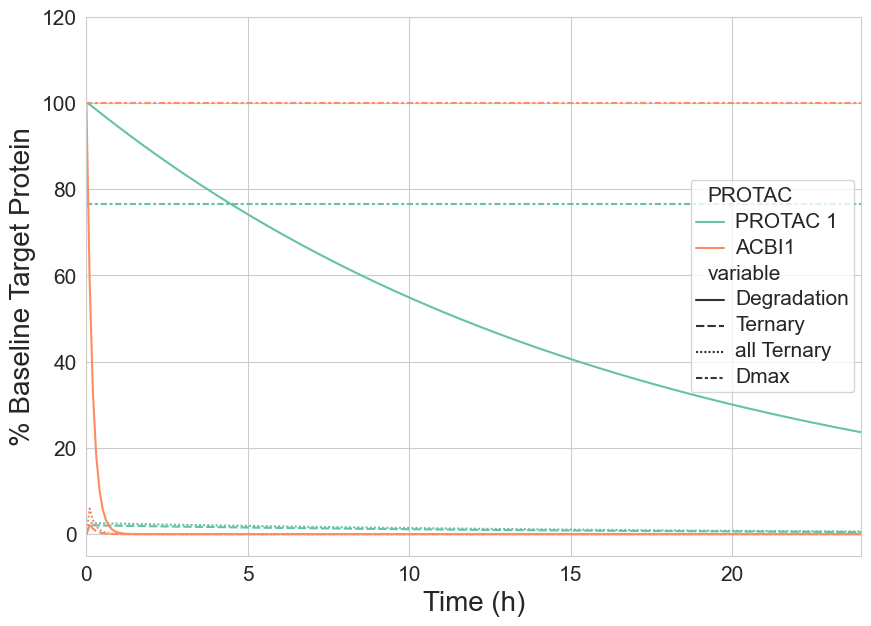 120
100
80
60
40
20
0
% Baseline Target Protein
PROTAC
PROTAC 1
ACBI1
variable
Degradation
Ternary
all Ternary
Dmax
0 5 10 15 20
Time (h)